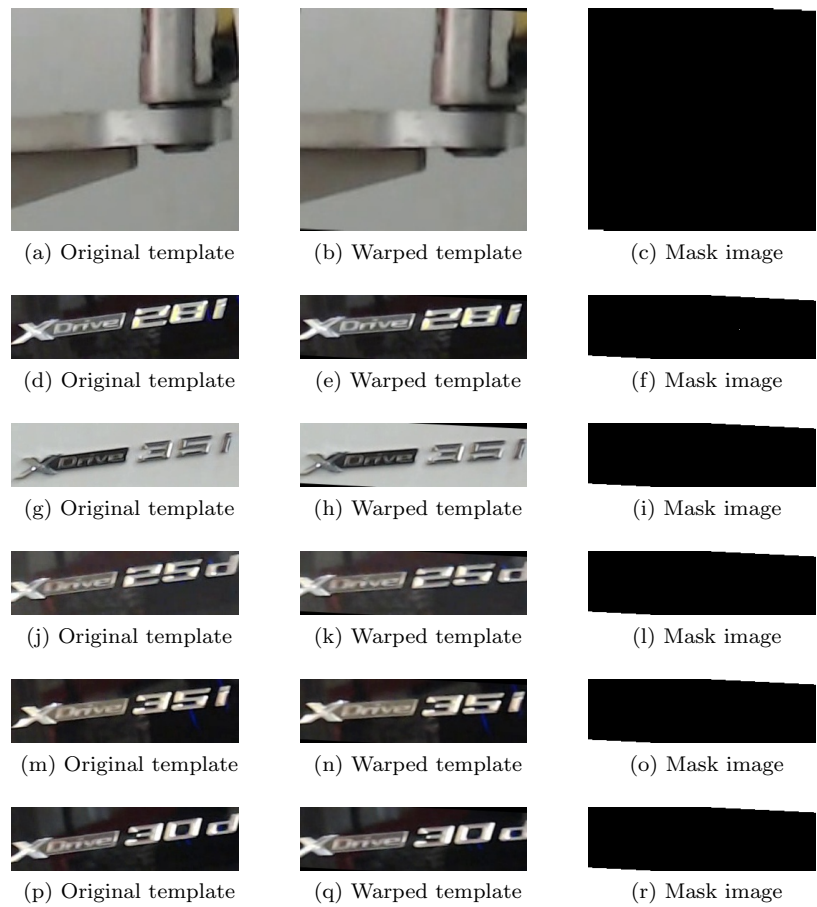 (a) Original template
(b) Warped template
(c) Mask image
XDrive 28i
XDrive 28i
(d) Original template
(e) Warped template
(f) Mask image
XDrive 35i
XDrive 35i
(g) Original template
(h) Warped template
(i) Mask image
XDrive 25d
XDrive 25d
(j) Original template
(k) Warped template
(l) Mask image
XDrive 35i
XDrive 35i
(m) Original template
(n) Warped template
(o) Mask image
XDrive 30d
XDrive 30d
(p) Original template
(q) Warped template
(r) Mask image